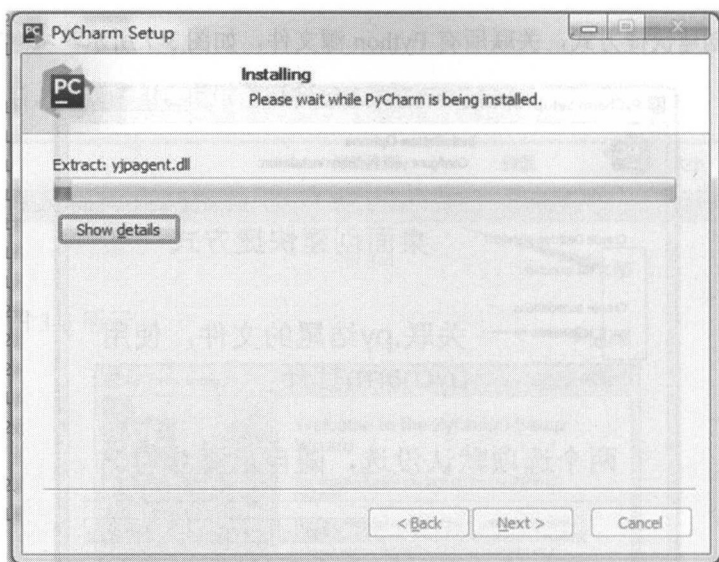 PyCharm Setup
PC
Installing
Please wait while PyCharm is being installed.
Extract: yjpagent.dll
Show details
< Back
Next >
Cancel